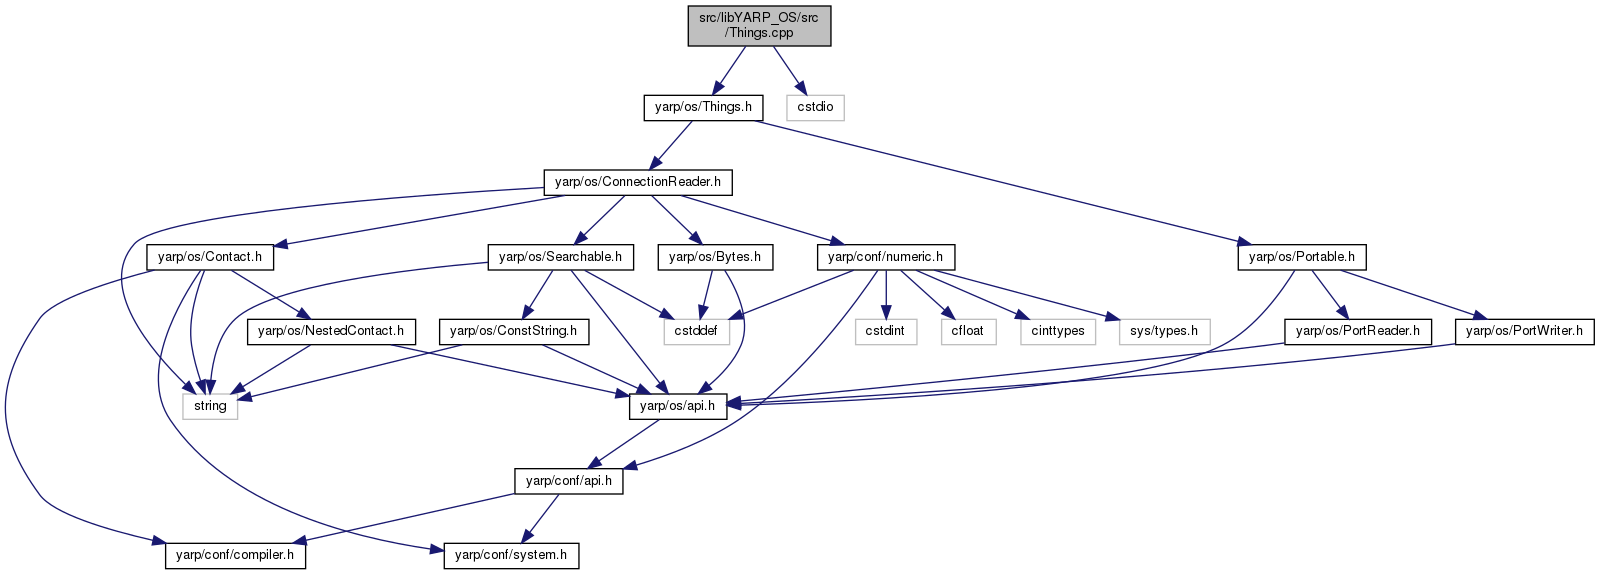 src/libYARP_OS/src
/Things.cpp
yarp/os/Things.h
cstdio
yarp/os/ConnectionReader.h
yarp/os/Contact.h
yarp/os/Searchable.h
yarp/os/Bytes.h
yarp/conf/numeric.h
yarp/os/Portable.h
yarp/os/NestedContact.h
yarp/os/ConstString.h
cstddef
cstdint
cfloat
cinttypes
sys/types.h
yarp/os/PortReader.h
yarp/os/PortWriter.h
string
yarp/os/api.h
yarp/conf/api.h
yarp/conf/compiler.h
yarp/conf/system.h